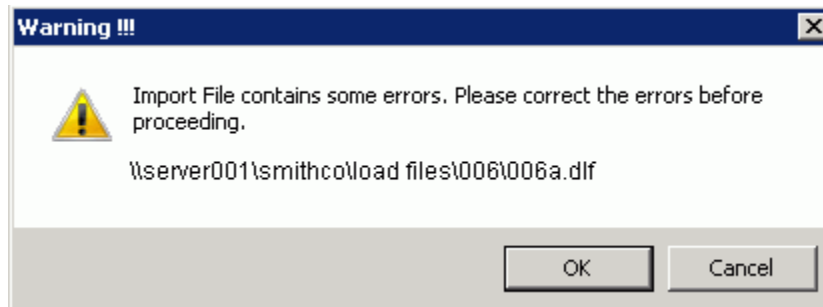 Warning !!!
Import File contains some errors. Please correct the errors before
proceeding.
\\server001\smithco\load files\006\006a.dlf
OK
Cancel